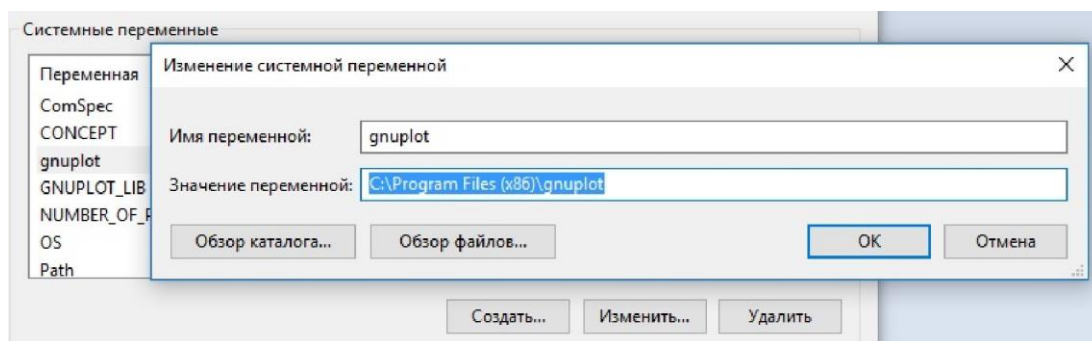 Системные переменные
Изменение системной переменной
Переменная
ComSpec
CONCEPT
Имя переменной: gnuplot
gnuplot
GNUPLOT_LIB
Значение переменной: C:\Program Files (x86)\gnuplot
NUMBER_OF_P
OS
Обзор каталога... Обзор файлов... OK Отмена
Path
Создать... Изменить... Удалить